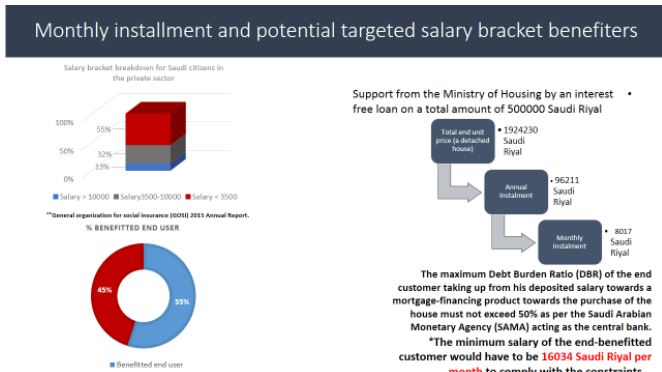 Monthly installment and potential targeted salary bracket benefiters
Salary bracket breakdown for Saudi citizens in
the private sector
100%
50%
0%
55%
32%
13%
Salary > 10000
Salary3500-10000
Salary < 3500
**General organization for social insurance (GOSI) 2015 Annual Report.
% BENEFITTED END USER
45%
55%
Benefitted end user
Support from the Ministry of Housing by an interest •
free loan on a total amount of 500000 Saudi Riyal
Total end unit
price (a detached
house)
• 1924230
Saudi
Riyal
Annual
Instalment
• 96211
Saudi
Riyal
Monthly
Instalment
• 8017
Saudi
Riyal
The maximum Debt Burden Ratio (DBR) of the end
customer taking up from his deposited salary towards a
mortgage-financing product towards the purchase of the
house must not exceed 50% as per the Saudi Arabian
Monetary Agency (SAMA) acting as the central bank.
*The minimum salary of the end-benefitted
customer would have to be 16034 Saudi Riyal per
month to comply with the constraints